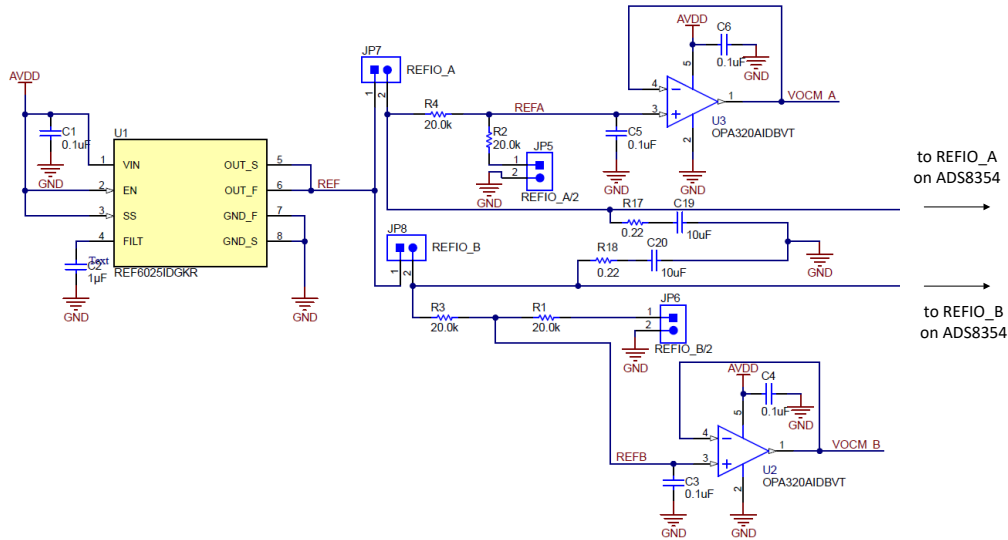 AVDD
C1
0.1uF
GND
U1
1
VIN
2
EN
3
SS
4
FILT
OUT_S
5
OUT_F
6
GND_F
7
GND_S
8
REF6025IDGKR
Text
C2
1µF
GND
GND
REF
JP7
REFIO_A
1
2
R4
20.0k
REFA
R2
20.0k
JP5
1
2
GND
REFIO_A/2
C5
0.1uF
GND
AVDD
C6
0.1uF
GND
5
4
3
1
2
VOCM_A
U3
OPA320AIDBVT
GND
to REFIO_A
on ADS8354
R17
0.22
C19
10uF
R18
0.22
C20
10uF
GND
JP8
REFIO_B
1
2
to REFIO_B
on ADS8354
R3
20.0k
R1
20.0k
JP6
1
2
GND
REFIO_B/2
AVDD
C4
0.1uF
GND
5
4
3
1
2
VOCM_B
REFB
U2
OPA320AIDBVT
C3
0.1uF
GND
GND